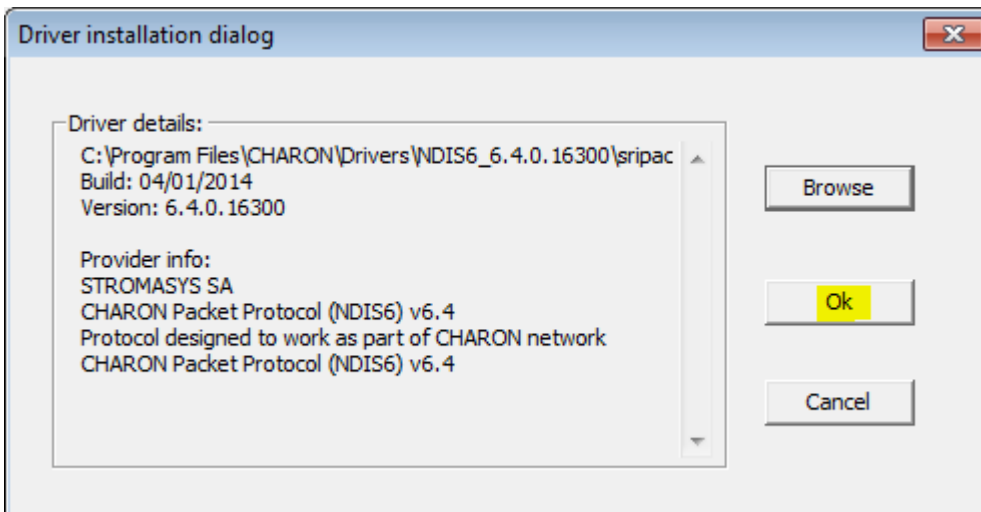 Driver installation dialog
Driver details:
C:\Program Files\CHARON\Drivers\NDIS6_6.4.0.16300\sripac
Build: 04/01/2014
Version: 6.4.0.16300
Provider info:
STROMASYS SA
CHARON Packet Protocol (NDIS6) v6.4
Protocol designed to work as part of CHARON network
CHARON Packet Protocol (NDIS6) v6.4
Browse
Ok
Cancel